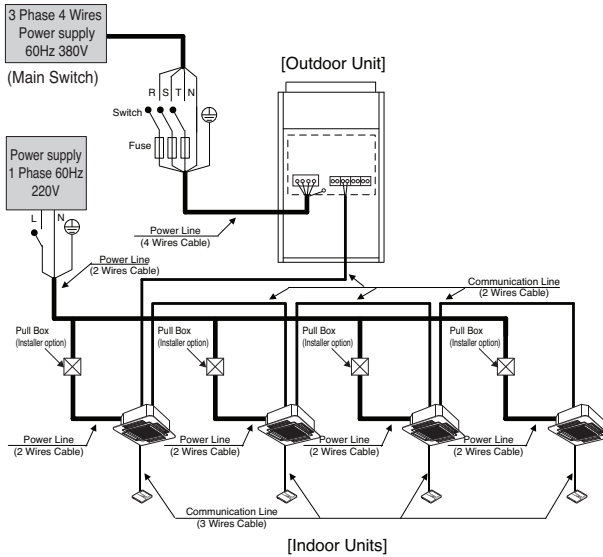 3 Phase 4 Wires
Power supply
60Hz 380V
(Main Switch)
[Outdoor Unit]
R S T N
Switch
Fuse
Power supply
1 Phase 60Hz
220V
L N
Power Line
(4 Wires Cable)
Power Line
(2 Wires Cable)
Communication Line
(2 Wires Cable)
Pull Box
(Installer option)
Pull Box
(Installer option)
Pull Box
(Installer option)
Pull Box
(Installer option)
Power Line
(2 Wires Cable)
Power Line
(2 Wires Cable)
Power Line
(2 Wires Cable)
Power Line
(2 Wires Cable)
Communication Line
(3 Wires Cable)
[Indoor Units]